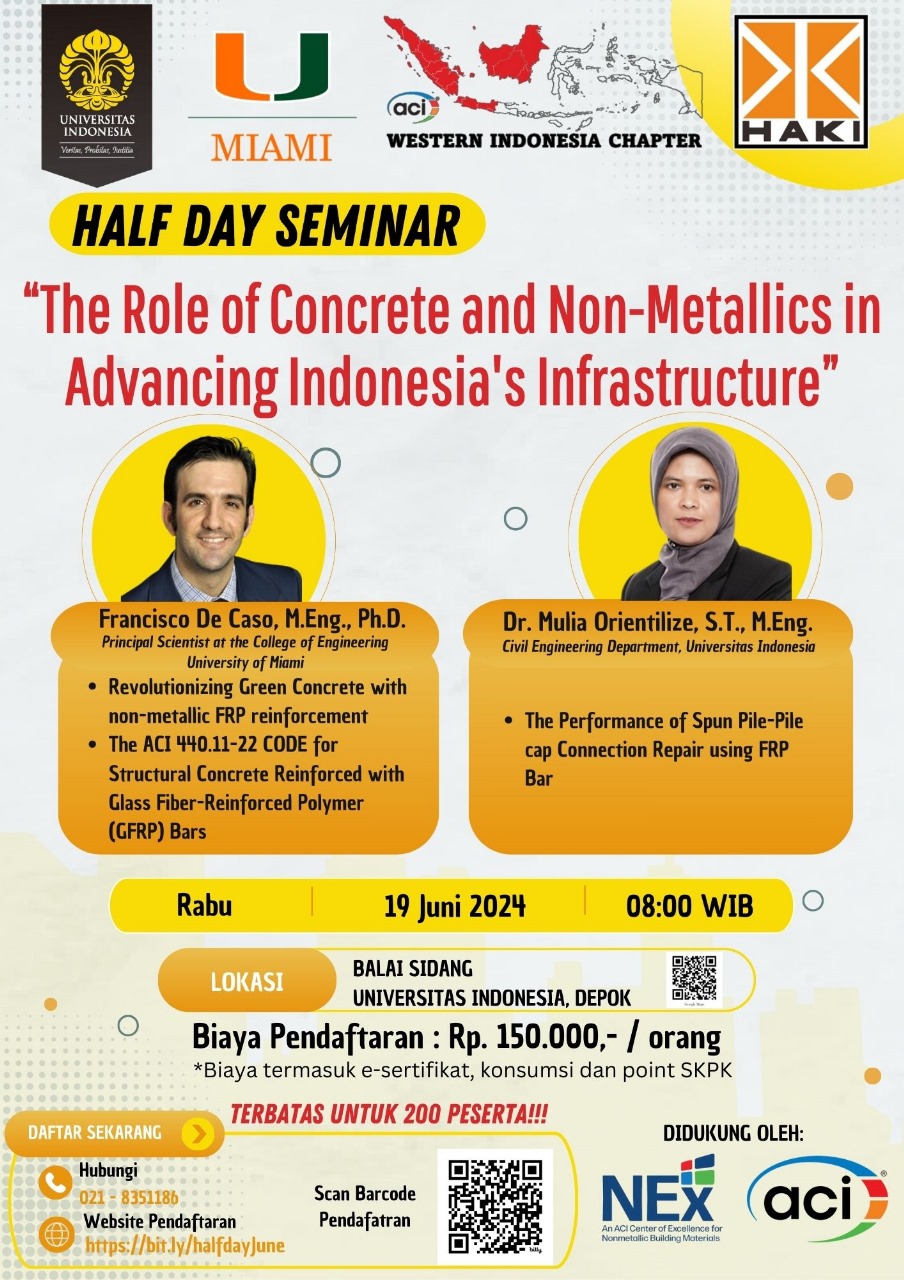 UNIVERSITAS
INDONESIA
Veritas, Probitas, Iustitia
MIAMI
aci
WESTERN INDONESIA CHAPTER
HAKI
HALF DAY SEMINAR
“The Role of Concrete and Non-Metallics in
Advancing Indonesia's Infrastructure”
Francisco De Caso, M.Eng., Ph.D.
Principal Scientist at the College of Engineering
University of Miami
• Revolutionizing Green Concrete with
non-metallic FRP reinforcement
• The ACI 440.11-22 CODE for
Structural Concrete Reinforced with
Glass Fiber-Reinforced Polymer
(GFRP) Bars
Dr. Mulia Orientilize, S.T., M.Eng.
Civil Engineering Department, Universitas Indonesia
• The Performance of Spun Pile-Pile
cap Connection Repair using FRP
Bar
Rabu | 19 Juni 2024 | 08:00 WIB
LOKASI
BALAI SIDANG
UNIVERSITAS INDONESIA, DEPOK
Biaya Pendaftaran : Rp. 150.000,- / orang
*Biaya termasuk e-sertifikat, konsumsi dan point SKPK
TERBATAS UNTUK 200 PESERTA!!!
DAFTAR SEKARANG
Hubungi
021 - 8351186
Website Pendaftaran
https://bit.ly/halfdayJune
Scan Barcode
Pendafatran
bitly
DIDUKUNG OLEH:
NEx
An ACI Center of Excellence for
Nonmetallic Building Materials
aci®